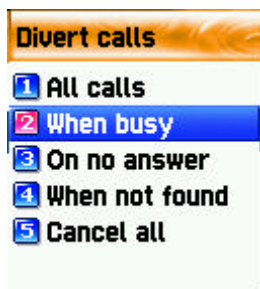 Divert calls
1 All calls
2 When busy
3 On no answer
4 When not found
5 Cancel all